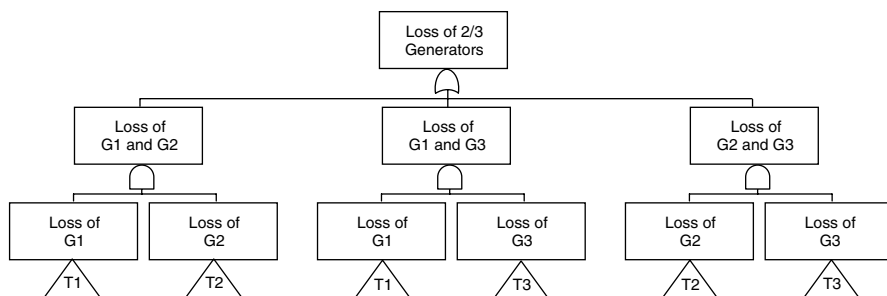 Loss of 2/3
Generators
Loss of
G1 and G2
Loss of
G1 and G3
Loss of
G2 and G3
Loss of
G1
Loss of
G2
Loss of
G1
Loss of
G3
Loss of
G2
Loss of
G3
T1
T2
T1
T3
T2
T3